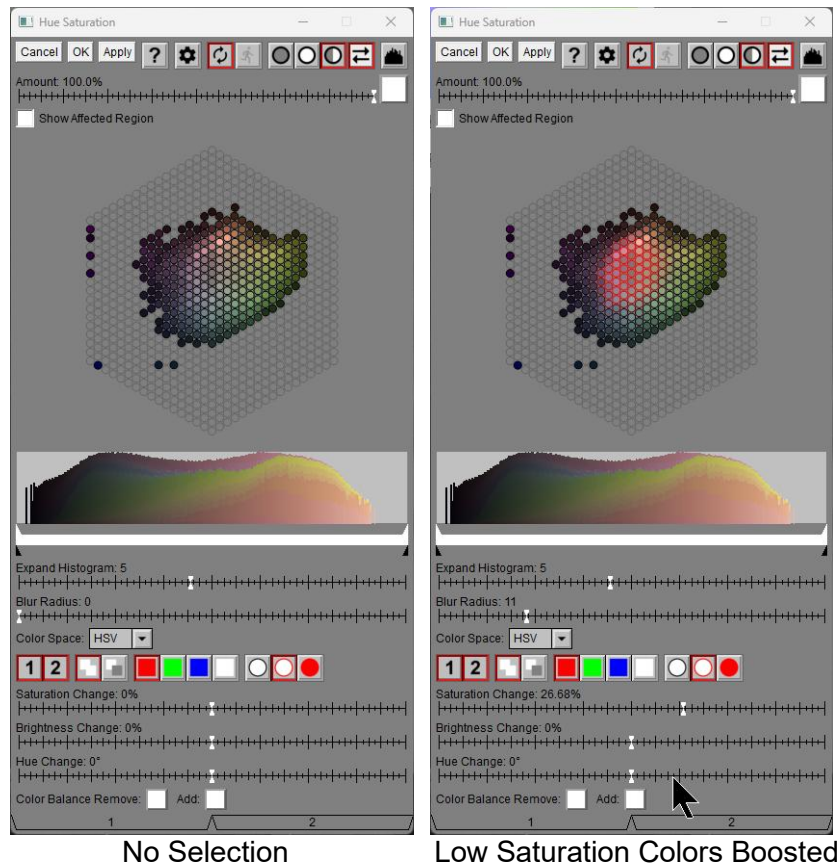 Hue Saturation
Cancel OK Apply ?
Amount: 100.0%
Show Affected Region
Expand Histogram: 5
Blur Radius: 0
Color Space: HSV
1 2
Saturation Change: 0%
Brightness Change: 0%
Hue Change: 0°
Color Balance Remove: Add:
1 2
No Selection
Hue Saturation
Cancel OK Apply ?
Amount: 100.0%
Show Affected Region
Expand Histogram: 5
Blur Radius: 11
Color Space: HSV
1 2
Saturation Change: 26.68%
Brightness Change: 0%
Hue Change: 0°
Color Balance Remove: Add:
1 2
Low Saturation Colors Boosted